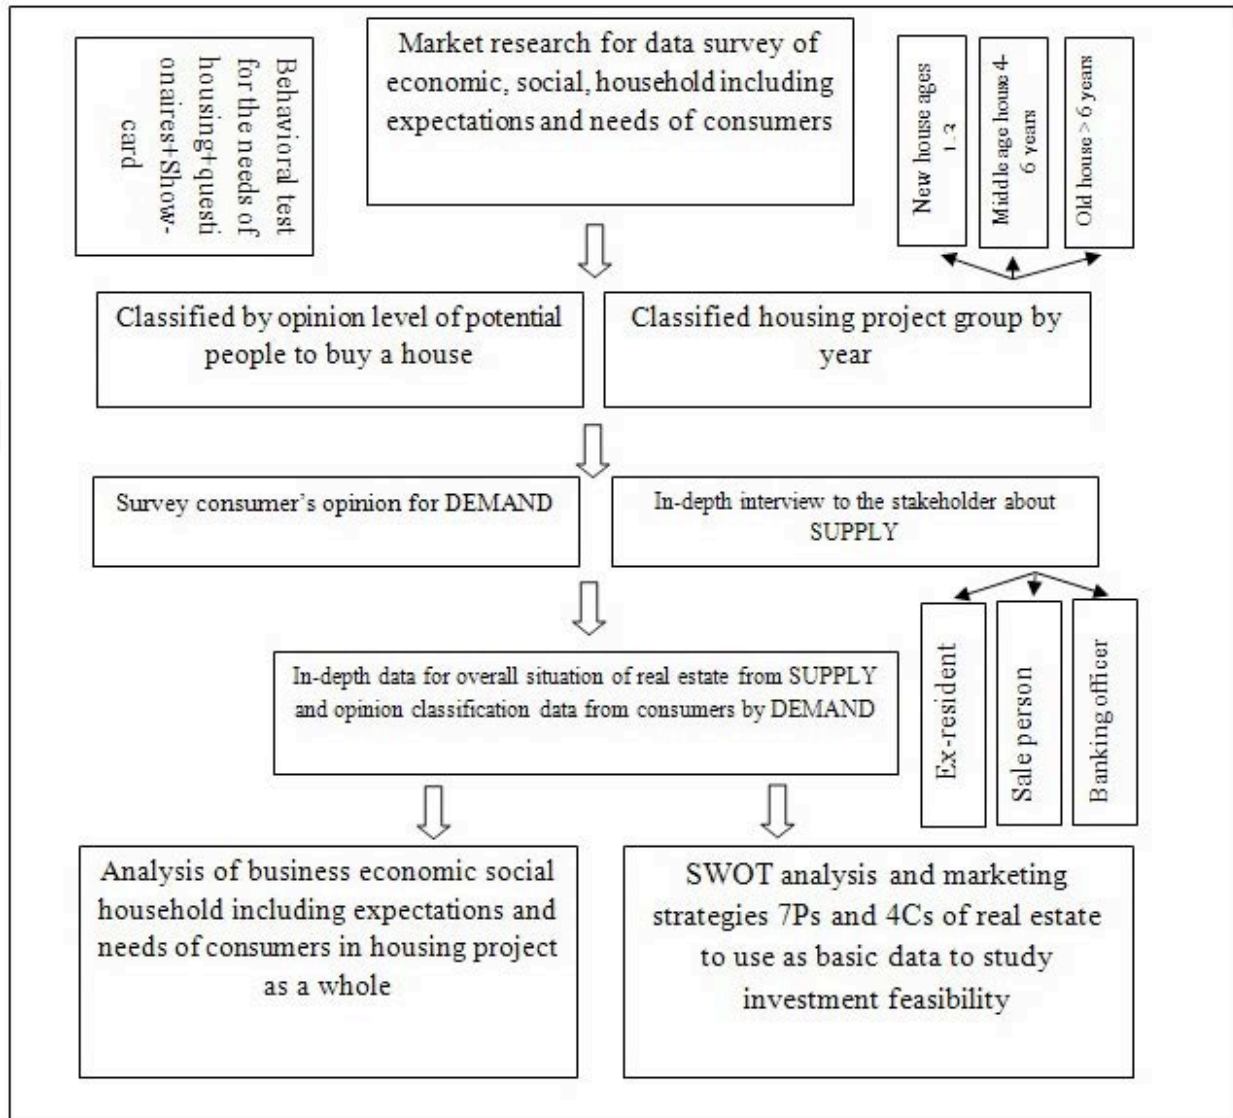 Behavioral test
for the needs of
housing+questi
onaires+Show-
card
Market research for data survey of
economic, social, household including
expectations and needs of consumers
New house ages
1-3
Middle age house 4-
6 years
Old house > 6 years
Classified by opinion level of potential
people to buy a house
Classified housing project group by
year
Survey consumer's opinion for DEMAND
In-depth interview to the stakeholder about
SUPPLY
In-depth data for overall situation of real estate from SUPPLY
and opinion classification data from consumers by DEMAND
Ex-resident
Sale person
Banking officer
Analysis of business economic social
household including expectations and
needs of consumers in housing project
as a whole
SWOT analysis and marketing
strategies 7Ps and 4Cs of real estate
to use as basic data to study
investment feasibility